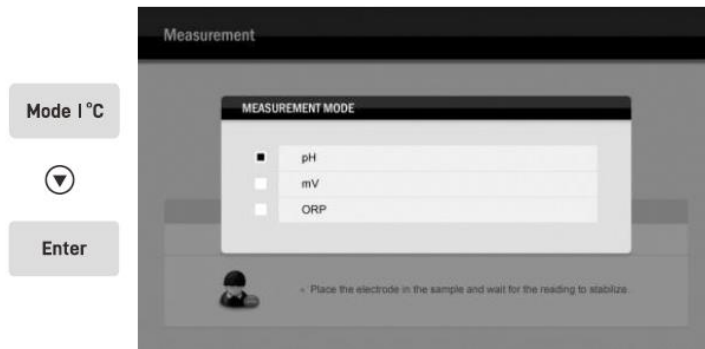 Mode | °C
Enter
Measurement
MEASUREMENT MODE
pH
mV
ORP
Place the electrode in the sample and wait for the reading to stabilize.